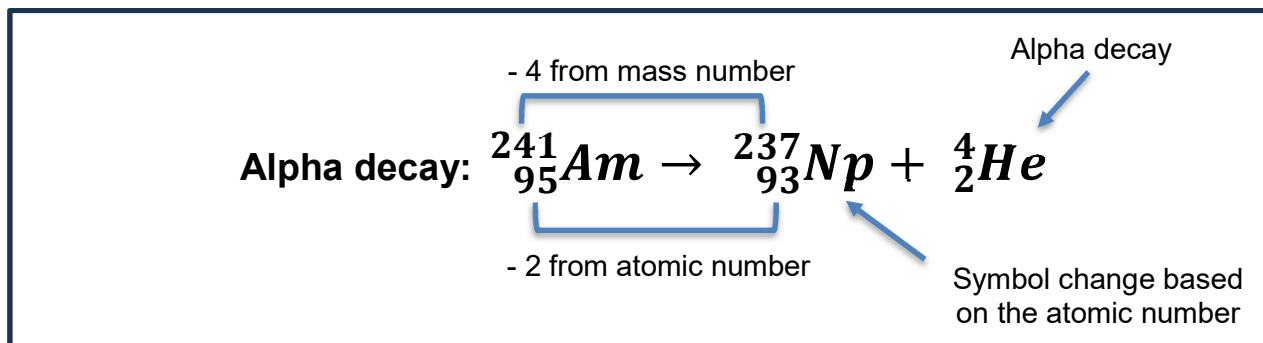 Alpha decay
- 4 from mass number
Alpha decay: ²⁴¹₉₅Am → ²³⁷₉₃Np + ⁴₂He
- 2 from atomic number
Symbol change based
on the atomic number